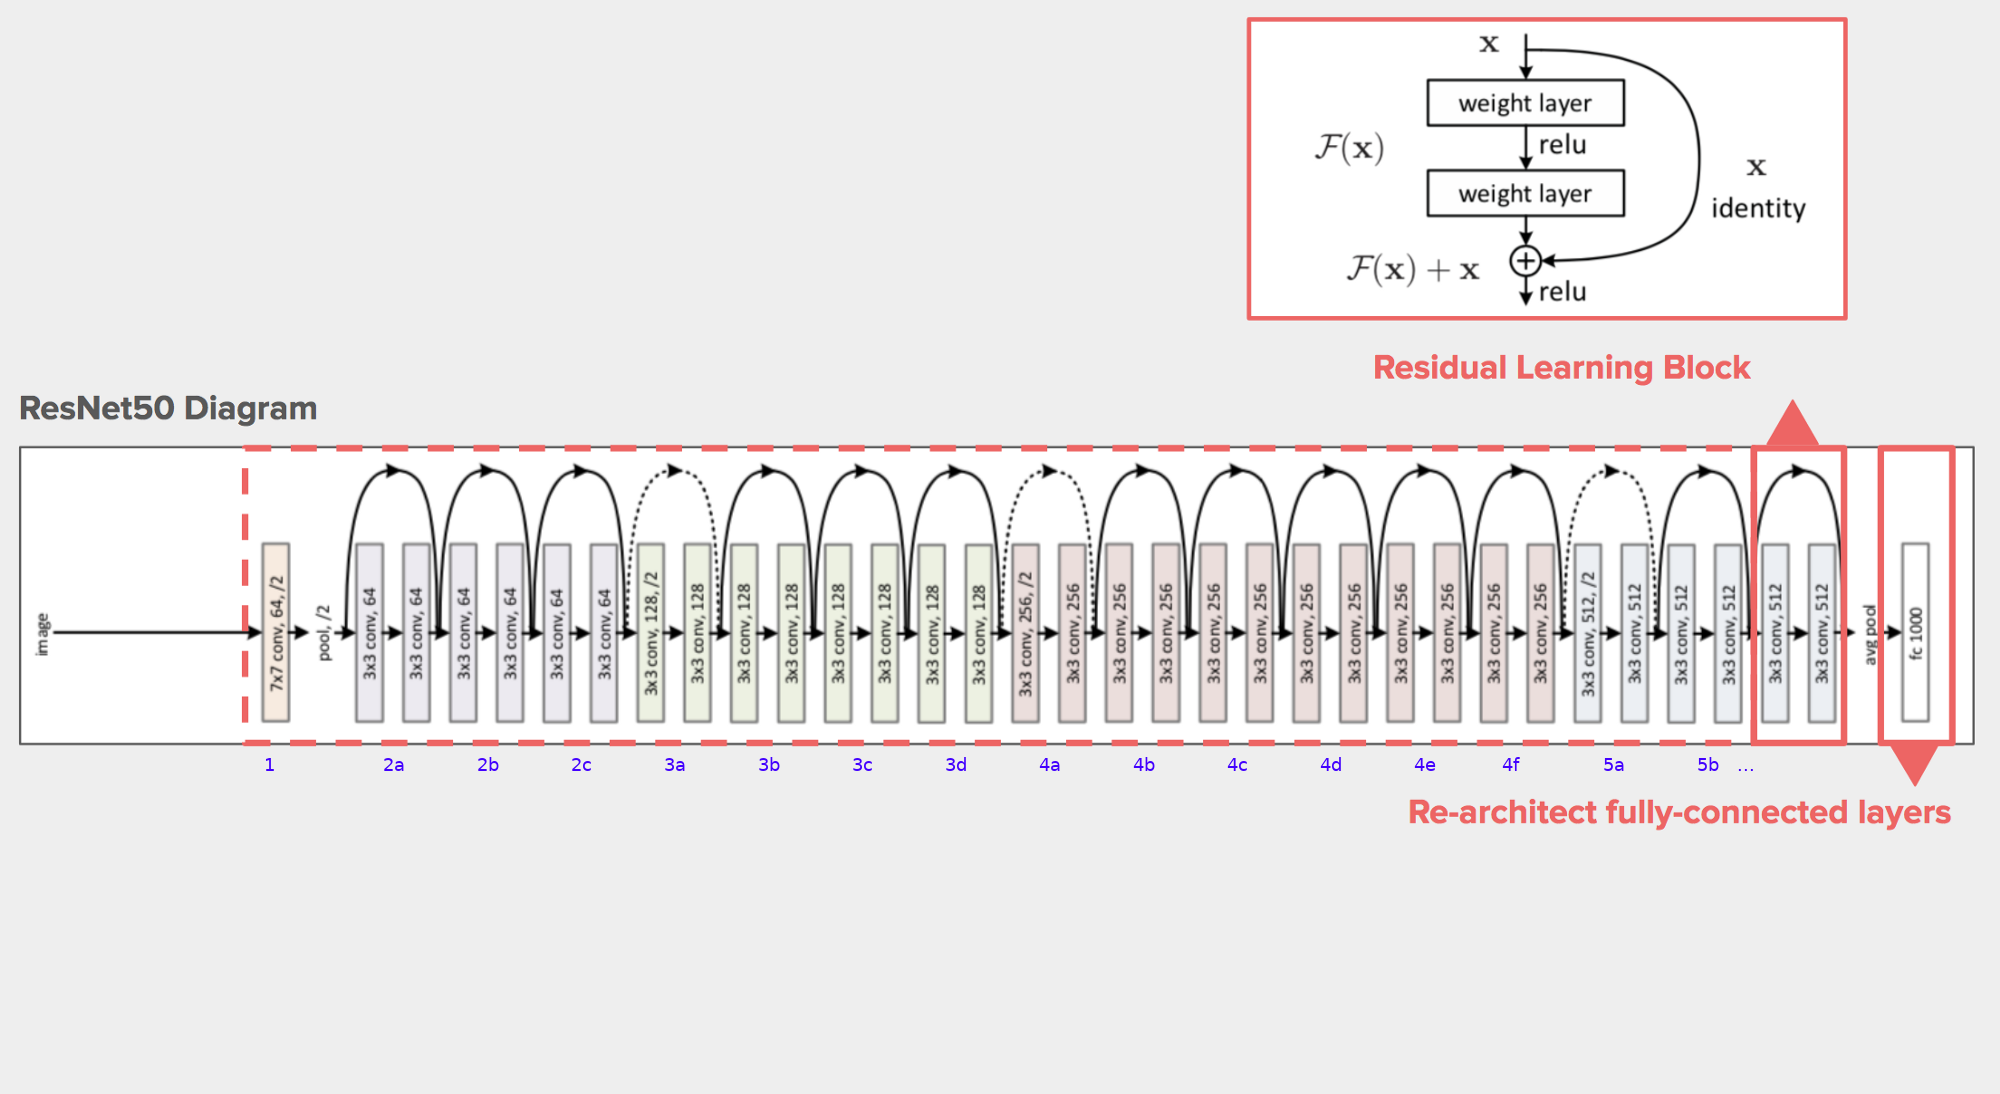 x
weight layer
relu
F(x)
weight layer
x
identity
F(x) + x
relu
Residual Learning Block
ResNet50 Diagram
image
7x7 conv, 64, /2
pool, /2
3x3 conv, 64
3x3 conv, 64
3x3 conv, 64
3x3 conv, 64
3x3 conv, 64
3x3 conv, 64
3x3 conv, 128, /2
3x3 conv, 128
3x3 conv, 128
3x3 conv, 128
3x3 conv, 128
3x3 conv, 128
3x3 conv, 128
3x3 conv, 128
3x3 conv, 256, /2
3x3 conv, 256
3x3 conv, 256
3x3 conv, 256
3x3 conv, 256
3x3 conv, 256
3x3 conv, 256
3x3 conv, 256
3x3 conv, 256
3x3 conv, 256
3x3 conv, 256
3x3 conv, 256
3x3 conv, 512, /2
3x3 conv, 512
3x3 conv, 512
3x3 conv, 512
3x3 conv, 512
3x3 conv, 512
avg pool
fc 1000
1 2a 2b 2c 3a 3b 3c 3d 4a 4b 4c 4d 4e 4f 5a 5b ...
Re-architect fully-connected layers